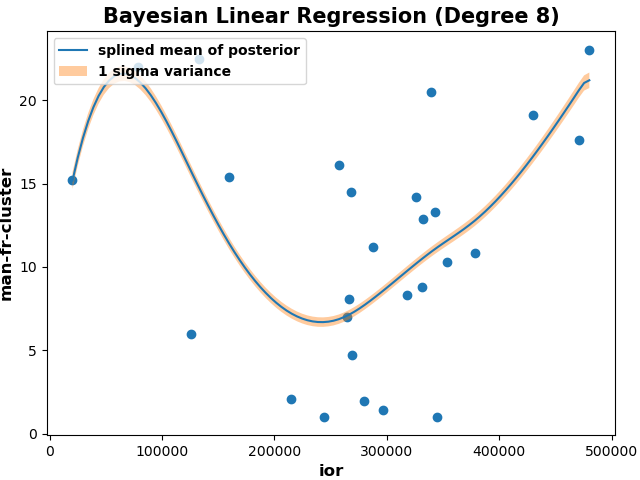 Bayesian Linear Regression (Degree 8)
splined mean of posterior
1 sigma variance
man-fr-cluster
20
15
10
5
0
0 100000 200000 300000 400000 500000
ior